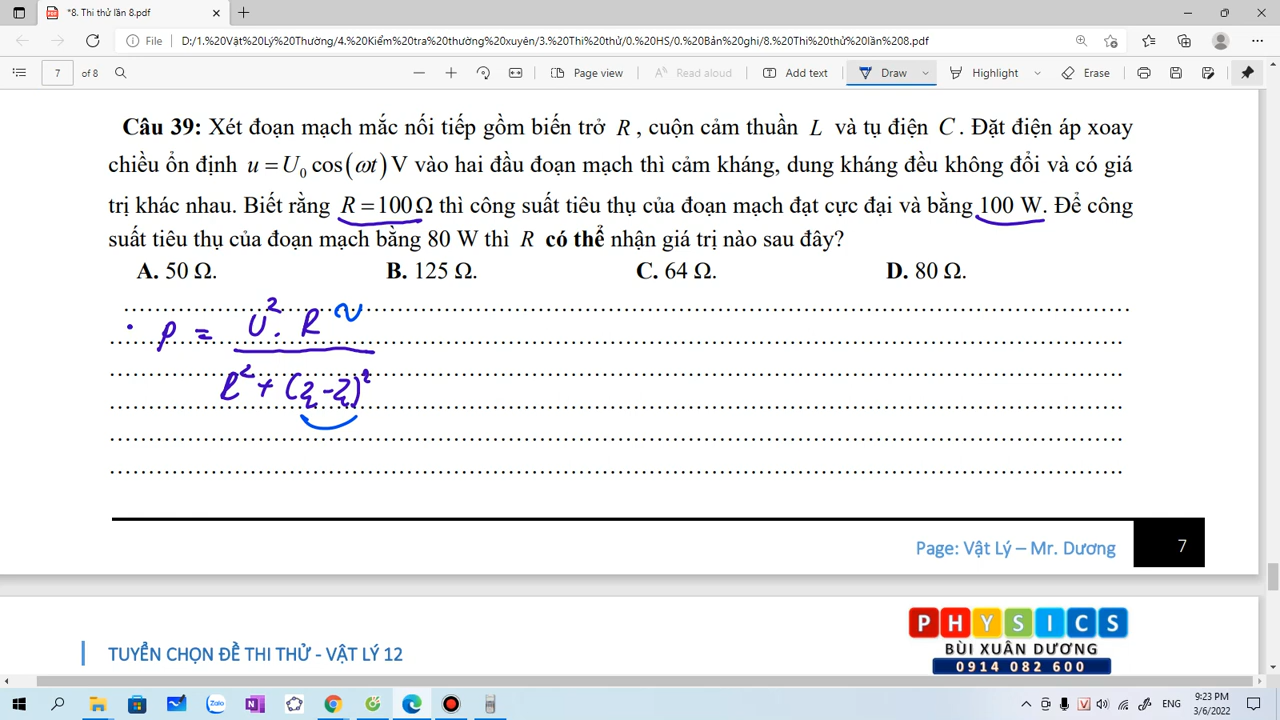 *8. Thi thử lần 8.pdf
File
D:/1.%20Vật%20Lý%20Thường/4.%20Kiểm%20tra%20thường%20xuyên/3.%20Thi%20thử/0.%20HS/0.%20Bản%20ghi/8.%20Thi%20thử%20lần%208.pdf
7 of 8
Page view
Read aloud
Add text
Draw
Highlight
Erase
Câu 39: Xét đoạn mạch mắc nối tiếp gồm biến trở R , cuộn cảm thuần L và tụ điện C . Đặt điện áp xoay
chiều ổn định u = U₀ cos(ωt) V vào hai đầu đoạn mạch thì cảm kháng, dung kháng đều không đổi và có giá
trị khác nhau. Biết rằng R = 100 Ω thì công suất tiêu thụ của đoạn mạch đạt cực đại và bằng 100 W. Để công
suất tiêu thụ của đoạn mạch bằng 80 W thì R có thể nhận giá trị nào sau đây?
A. 50 Ω. B. 125 Ω. C. 64 Ω. D. 80 Ω.
P = U². R
Page: Vật Lý – Mr. Dương
7
TUYỂN CHỌN ĐỀ THI THỬ - VẬT LÝ 12
PHYSICS
BÙI XUÂN DƯƠNG
0914 082 600
Zalo
ENG
9:23 PM
3/6/2022